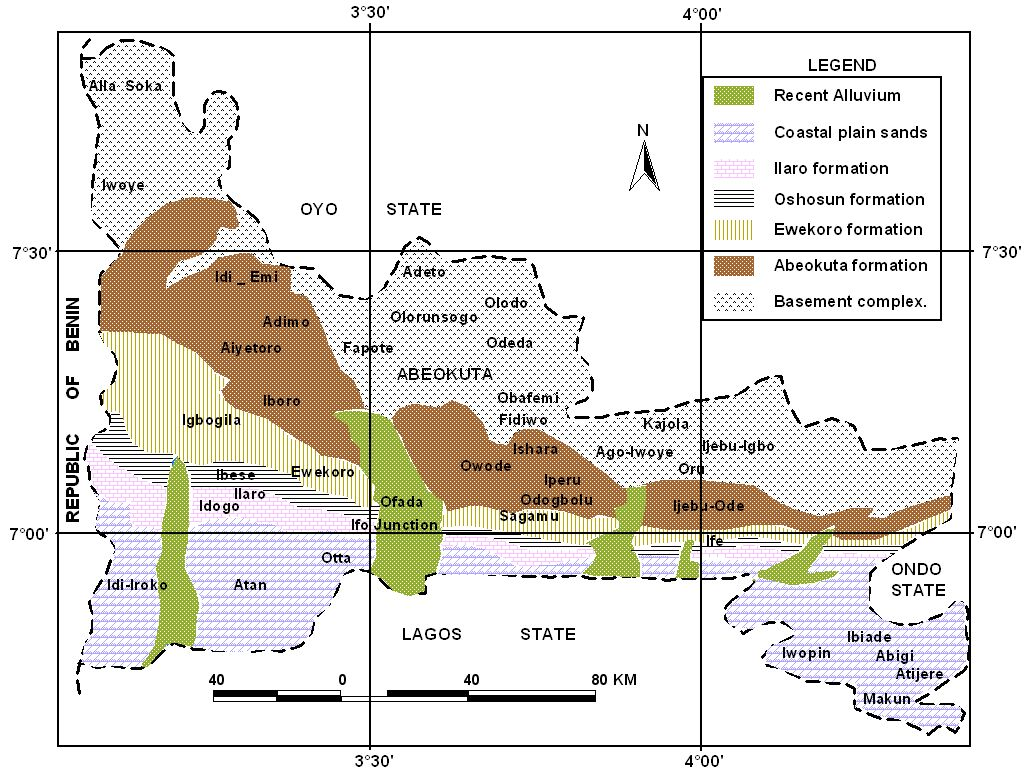 3°30'
4°00'
LEGEND
Recent Alluvium
Coastal plain sands
Ilaro formation
Oshosun formation
Ewekoro formation
Abeokuta formation
Basement complex.
N
Alla Soka
Iwoye
OYO STATE
7°30'
7°30'
Idi _ Emi
Adeto
Olodo
Adimo
Olorunsogo
Aiyetoro
Fapote
Odeda
ABEOKUTA
Iboro
Obafemi
Igbogila
Fidiwo
Kajola
Ishara
Ago-Iwoye
Ijebu-Igbo
Ibese
Ewekoro
Owode
Oru
Ilaro
Iperu
Idogo
Ofada
Odogbolu
Ijebu-Ode
Ifo Junction
Sagamu
7°00'
7°00'
Ife
Otta
Idi-Iroko
Atan
ONDO
STATE
REPUBLIC OF BENIN
LAGOS STATE
Ibiade
Iwopin
Abigi
Atijere
Makun
40 0 40 80 KM
3°30'
4°00'